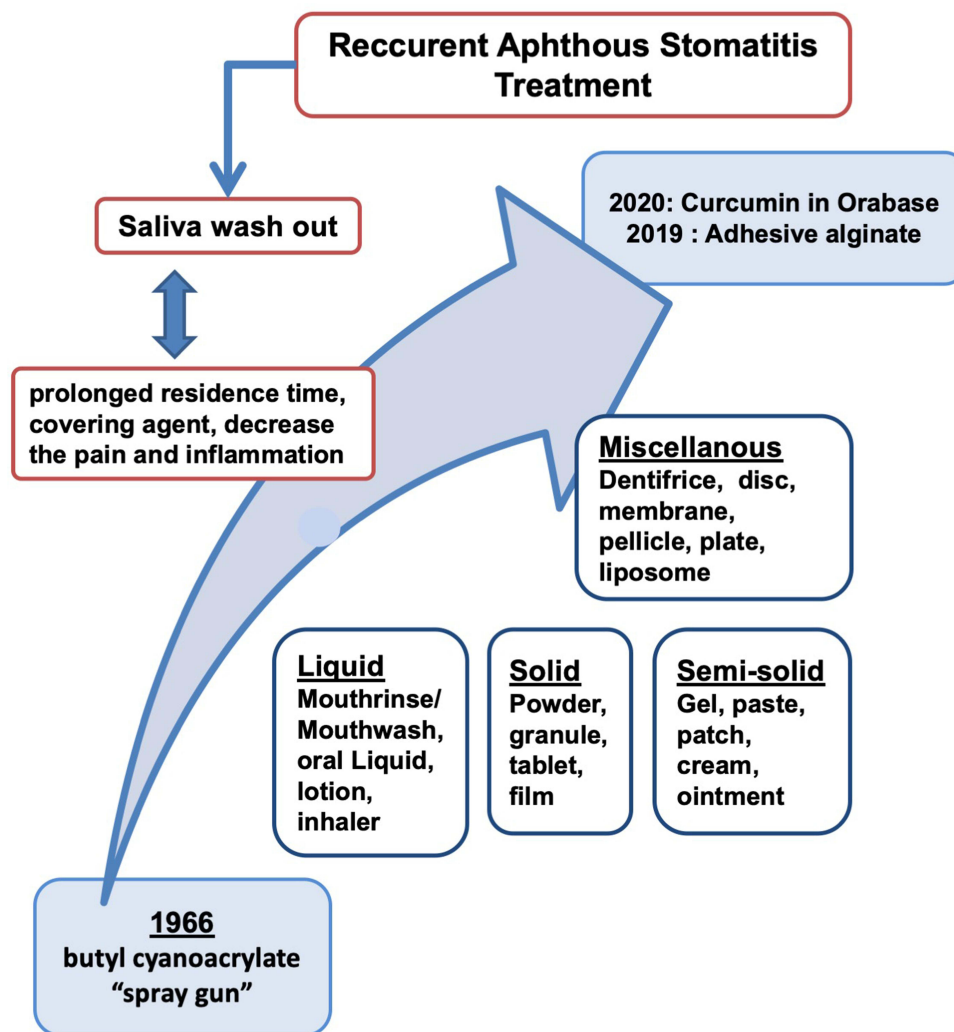 Reccurent Aphthous Stomatitis
Treatment
Saliva wash out
2020: Curcumin in Orabase
2019 : Adhesive alginate
prolonged residence time,
covering agent, decrease
the pain and inflammation
Miscellanous
Dentifrice, disc,
membrane,
pellicle, plate,
liposome
Liquid
Mouthrinse/
Mouthwash,
oral Liquid,
lotion,
inhaler
Solid
Powder,
granule,
tablet,
film
Semi-solid
Gel, paste,
patch,
cream,
ointment
1966
butyl cyanoacrylate
“spray gun”